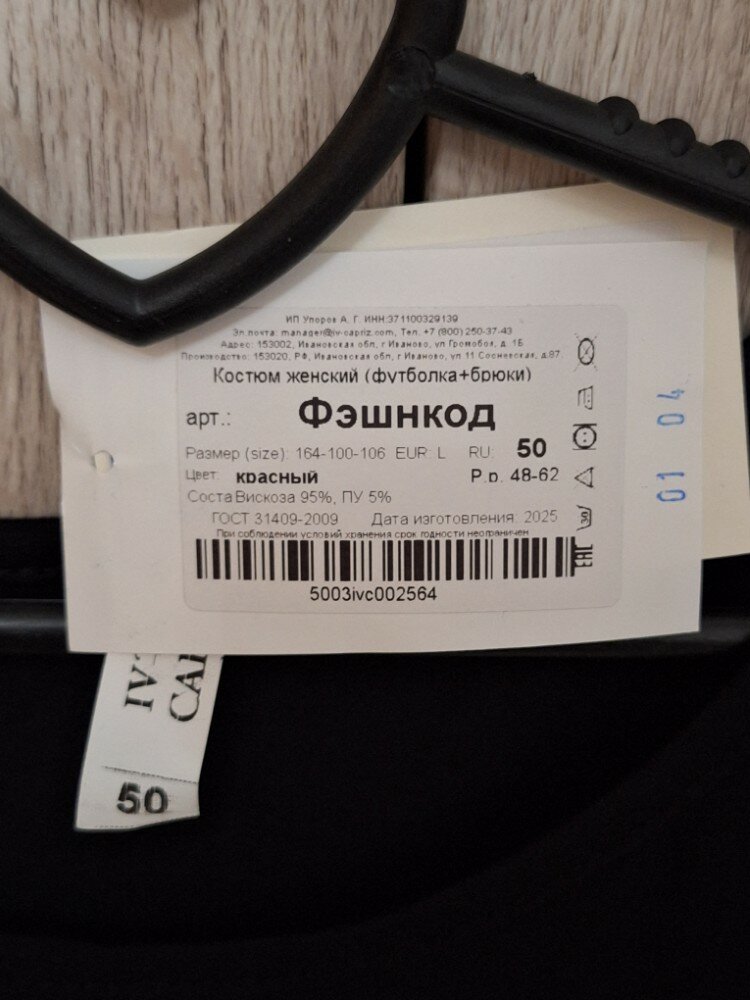 ИП Упоров А. Г. ИНН:371100329139
Эл.почта: manager@iv-capriz.com, Тел. +7 (800) 250-37-43
Адрес: 153002, Ивановская обл, г Иваново, ул Громобоя, д. 1Б
Производство: 153020, РФ, Ивановская обл, г Иваново, ул 11 Сосневская, д.87.
Костюм женский (футболка+брюки)
арт.: Фэшнкод
Размер (size): 164-100-106 EUR: L RU: 50
Цвет: красный Р.р. 48-62
Соста Вискоза 95%, ПУ 5%
ГОСТ 31409-2009 Дата изготовления: 2025
При соблюдении условий хранения срок годности неограничен
5003ivc002564
EAC
01 04
50